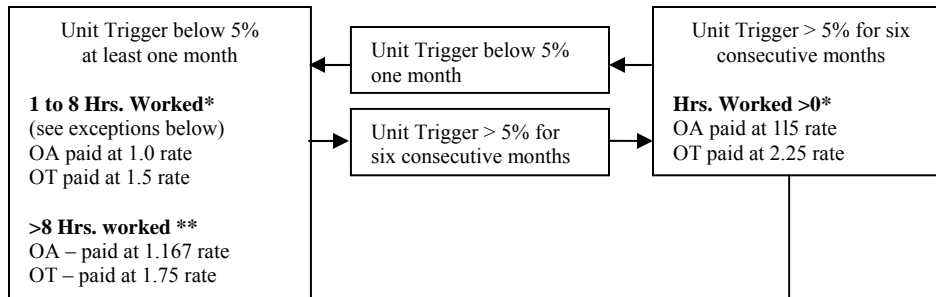 Unit Trigger below 5%
at least one month
1 to 8 Hrs. Worked*
(see exceptions below)
OA paid at 1.0 rate
OT paid at 1.5 rate
>8 Hrs. worked **
OA – paid at 1.167 rate
OT – paid at 1.75 rate
Unit Trigger below 5%
one month
Unit Trigger > 5% for
six consecutive months
Unit Trigger > 5% for six
consecutive months
Hrs. Worked >0*
OA paid at 1l5 rate
OT paid at 2.25 rate